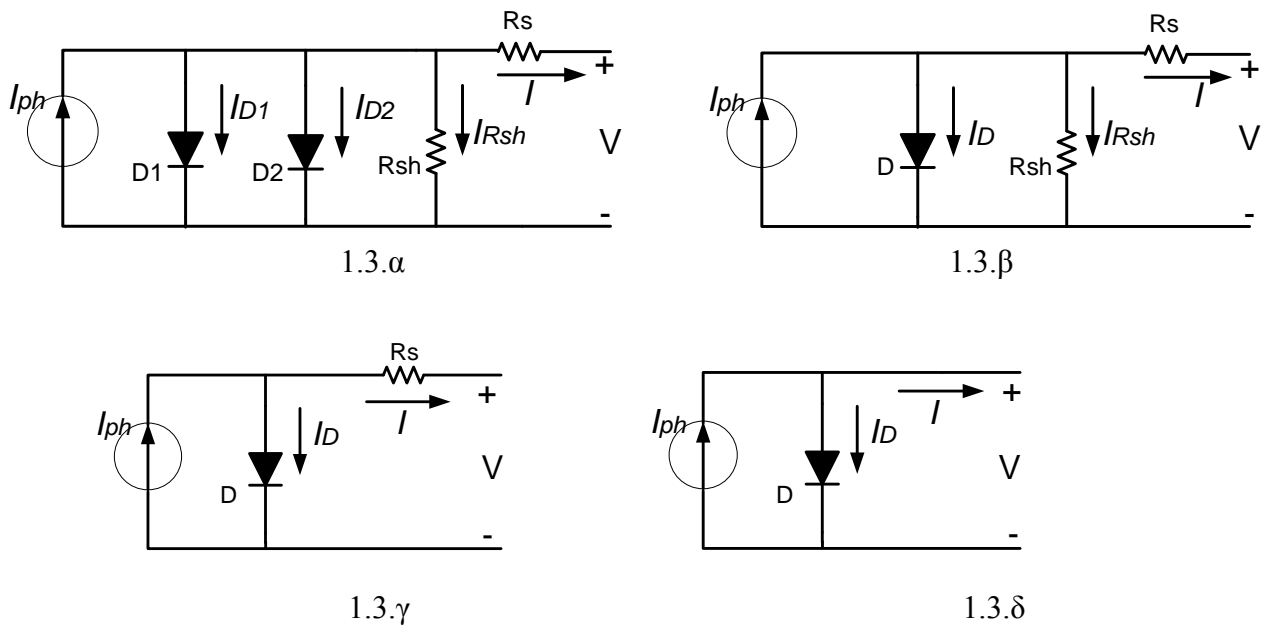 Rs
Iph
ID1
ID2
IRsh
I
+
V
D1
D2
Rsh
-
1.3.α
Rs
Iph
ID
IRsh
I
+
V
D
Rsh
-
1.3.β
Rs
Iph
ID
I
+
V
D
-
1.3.γ
Iph
ID
I
+
V
D
-
1.3.δ